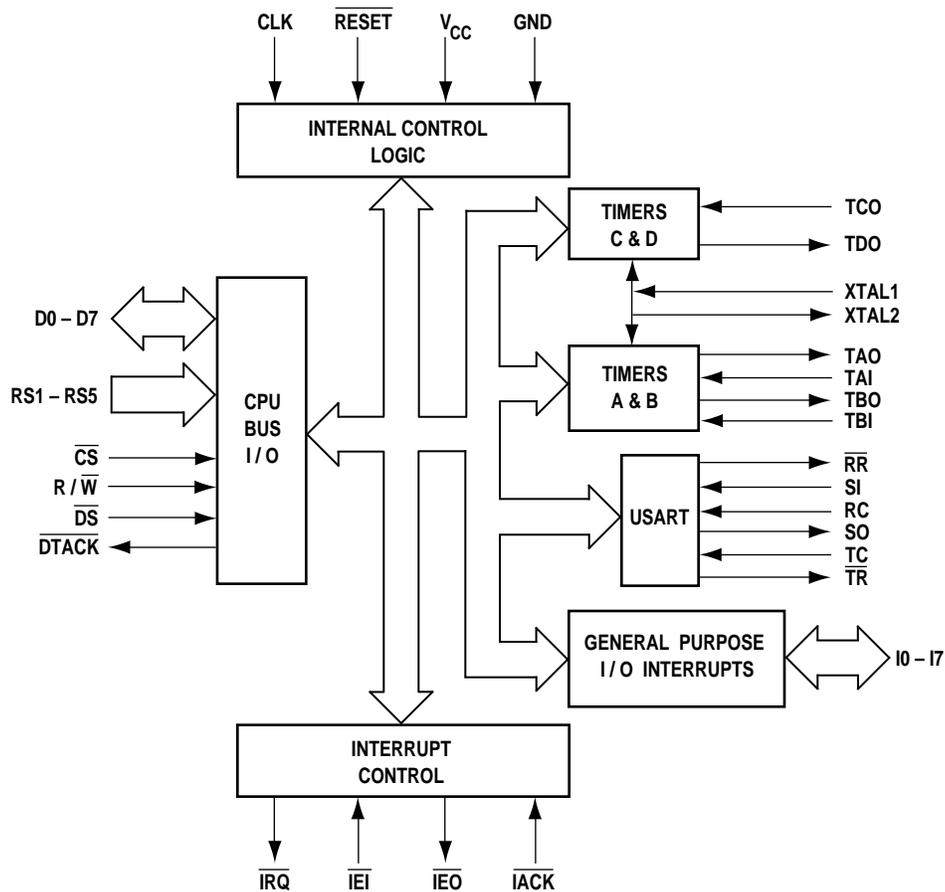 CLK RESET VCC GND
INTERNAL CONTROL
LOGIC
TIMERS
C & D
TCO
TDO
XTAL1
XTAL2
D0 – D7
RS1 – RS5
CS
R / W
DS
DTACK
CPU
BUS
I / O
TIMERS
A & B
TAO
TAI
TBO
TBI
USART
RR
SI
RC
SO
TC
TR
GENERAL PURPOSE
I / O INTERRUPTS
I0 – I7
INTERRUPT
CONTROL
IRQ IEI IEO IACK